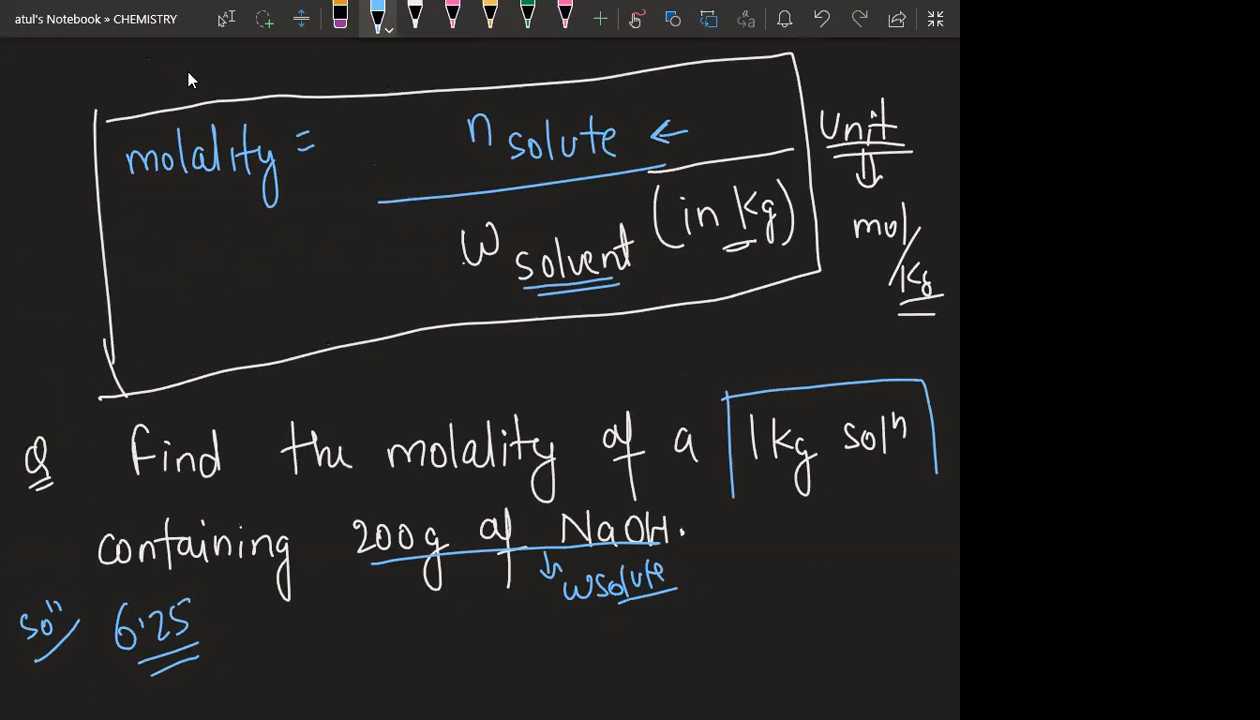 atul's Notebook » CHEMISTRY
molality = n solute ←
W solvent (in kg)
Unit
mol/
kg
Q Find the molality of a 1kg solⁿ
containing 200g of NaOH.
Wsolute
Solⁿ 6.25